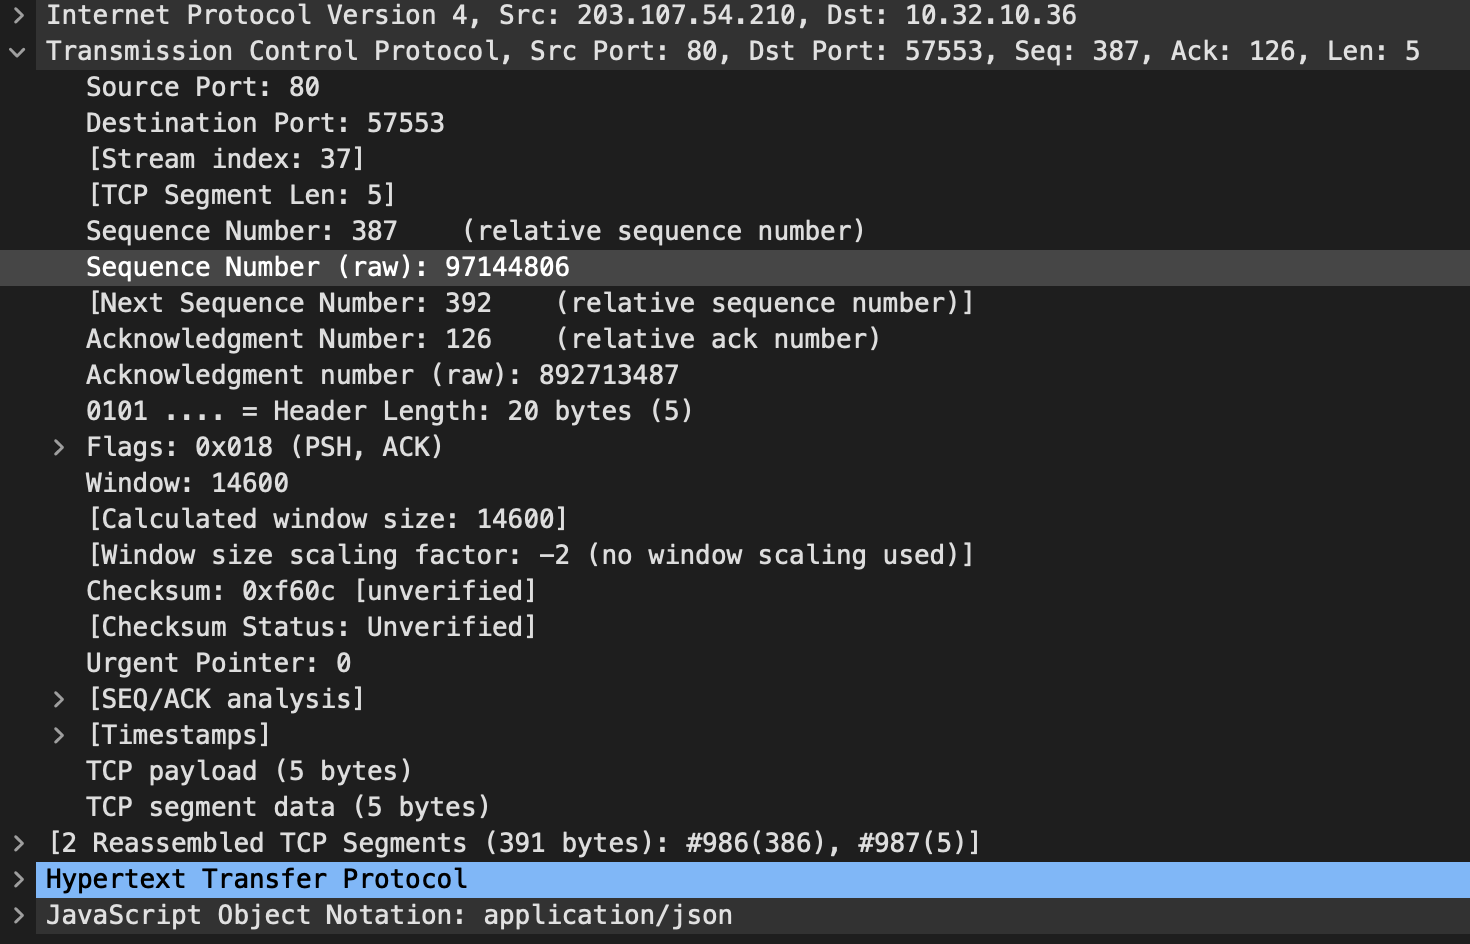 Internet Protocol Version 4, Src: 203.107.54.210, Dst: 10.32.10.36
Transmission Control Protocol, Src Port: 80, Dst Port: 57553, Seq: 387, Ack: 126, Len: 5
Source Port: 80
Destination Port: 57553
[Stream index: 37]
[TCP Segment Len: 5]
Sequence Number: 387    (relative sequence number)
Sequence Number (raw): 97144806
[Next Sequence Number: 392    (relative sequence number)]
Acknowledgment Number: 126    (relative ack number)
Acknowledgment number (raw): 892713487
0101 .... = Header Length: 20 bytes (5)
Flags: 0x018 (PSH, ACK)
Window: 14600
[Calculated window size: 14600]
[Window size scaling factor: -2 (no window scaling used)]
Checksum: 0xf60c [unverified]
[Checksum Status: Unverified]
Urgent Pointer: 0
[SEQ/ACK analysis]
[Timestamps]
TCP payload (5 bytes)
TCP segment data (5 bytes)
[2 Reassembled TCP Segments (391 bytes): #986(386), #987(5)]
Hypertext Transfer Protocol
JavaScript Object Notation: application/json